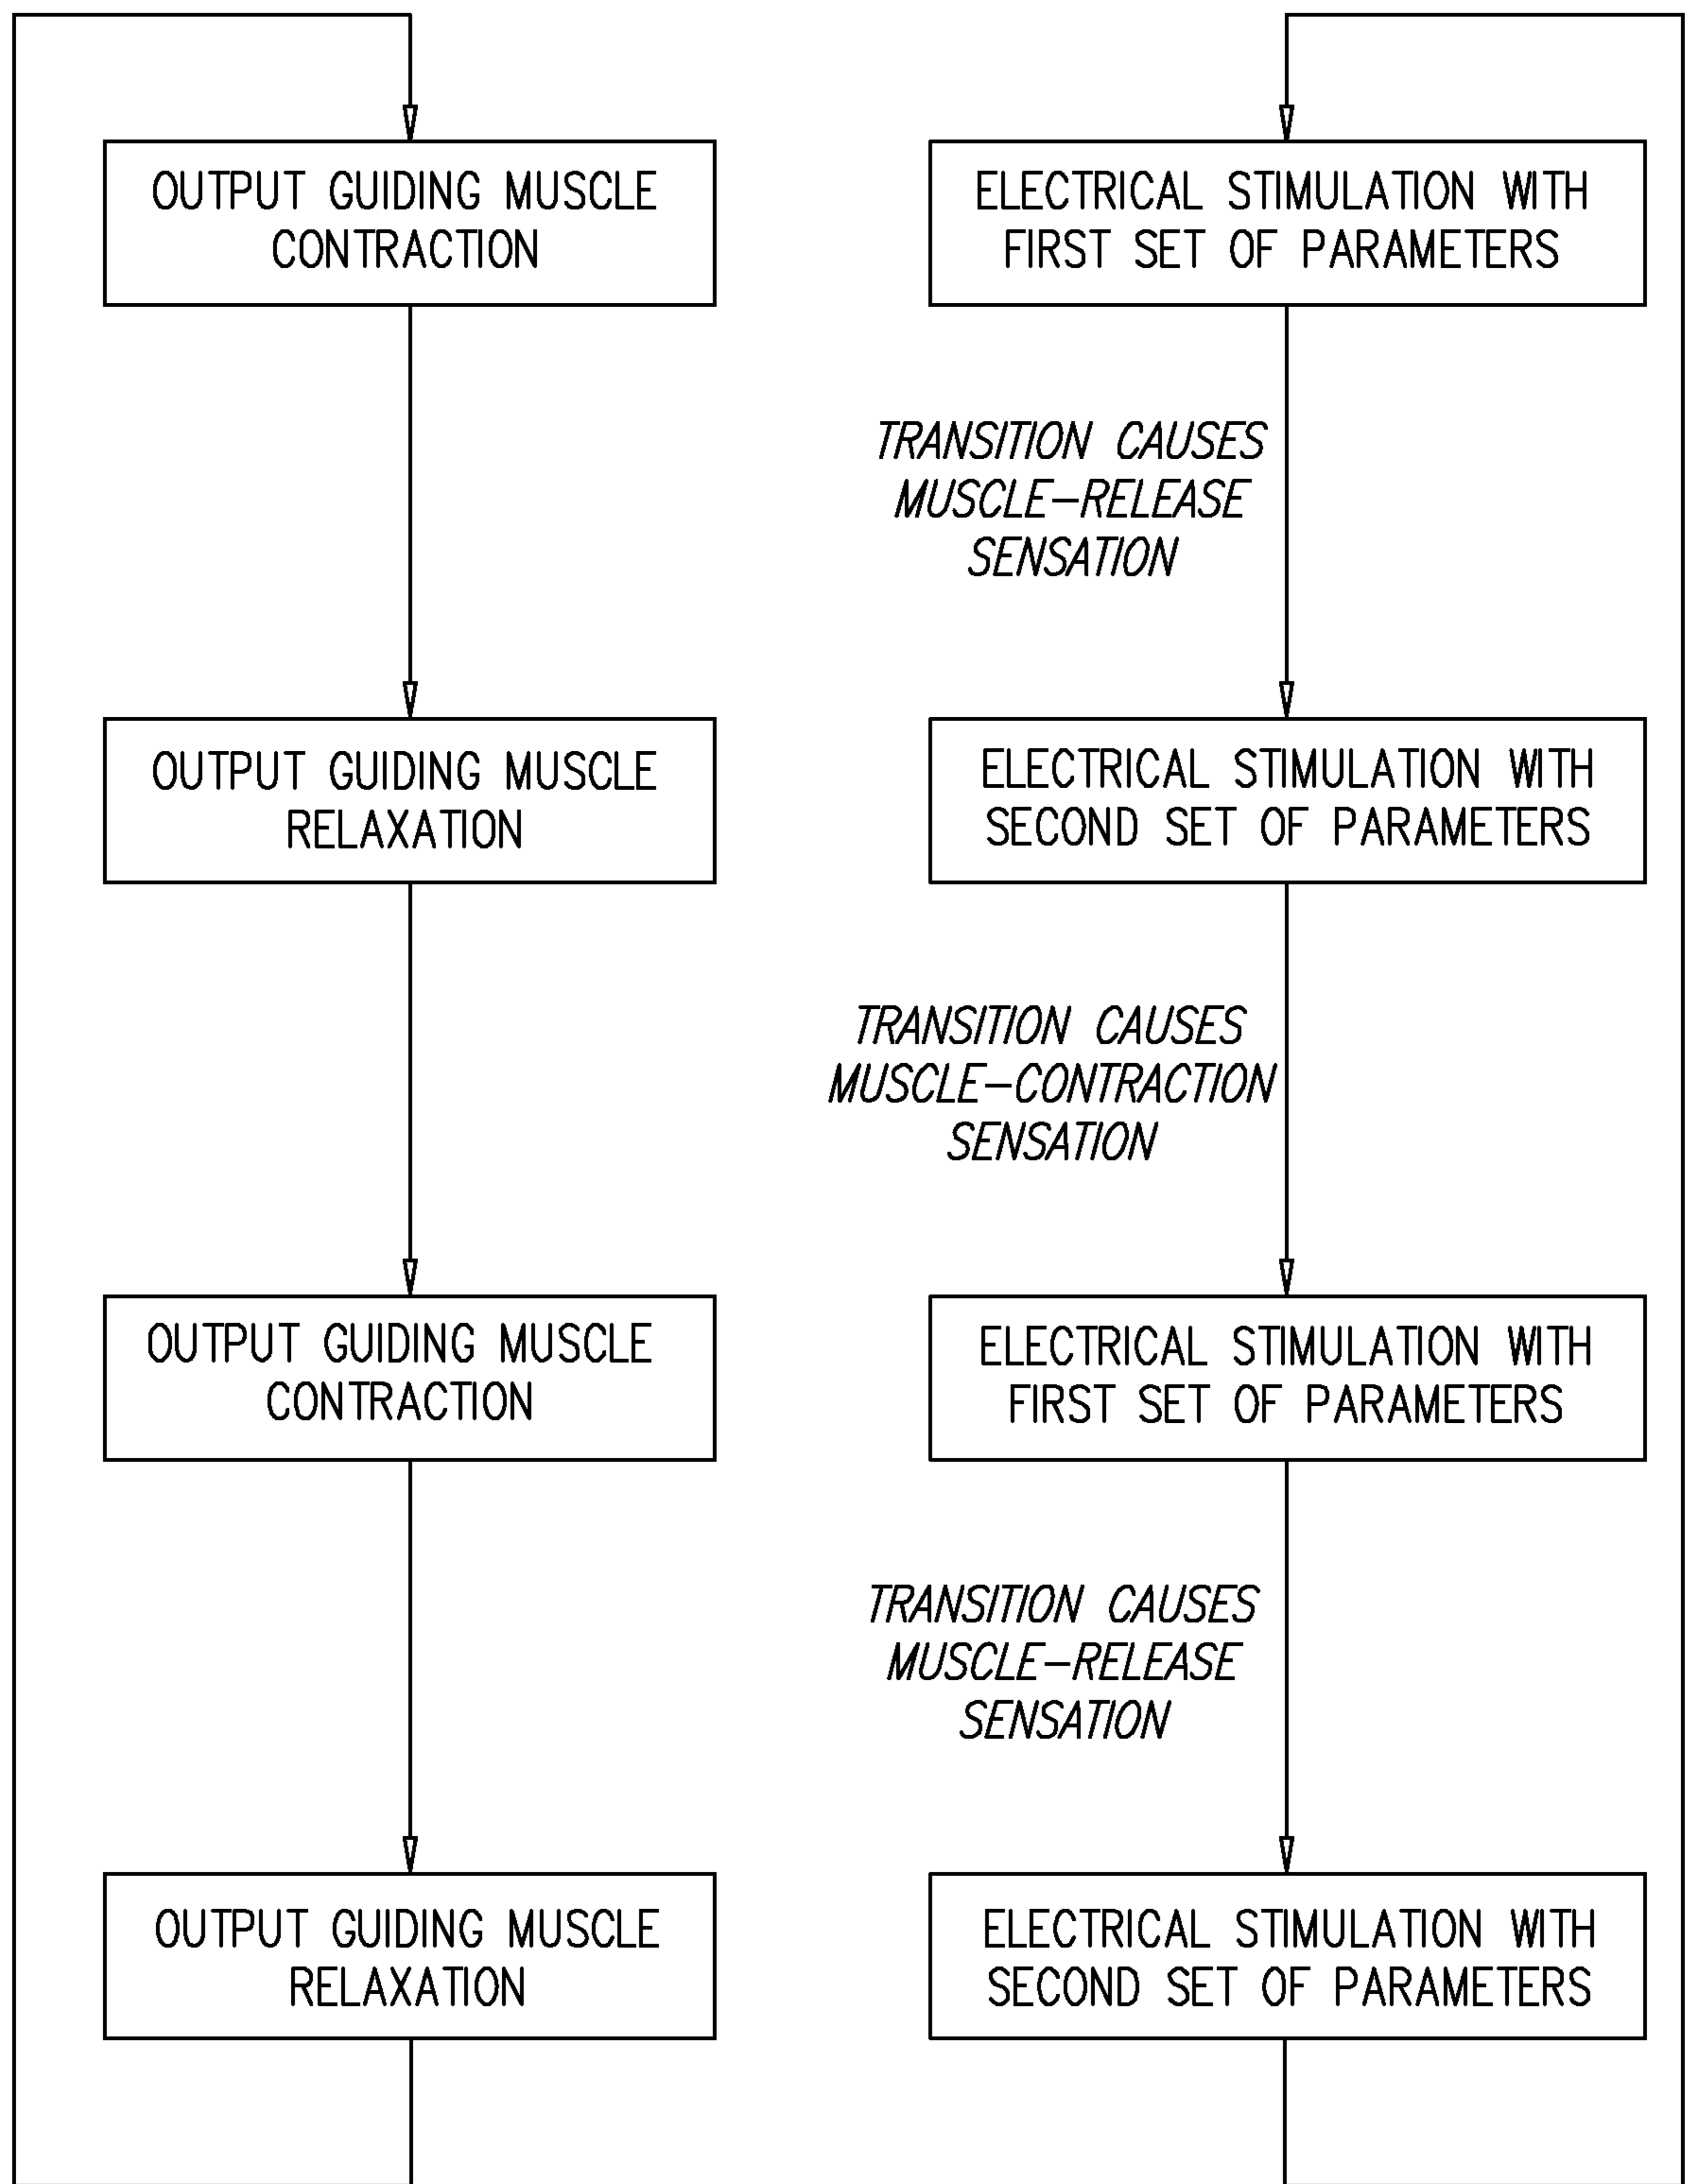 OUTPUT GUIDING MUSCLE
CONTRACTION
ELECTRICAL STIMULATION WITH
FIRST SET OF PARAMETERS
TRANSITION CAUSES
MUSCLE-RELEASE
SENSATION
OUTPUT GUIDING MUSCLE
RELAXATION
ELECTRICAL STIMULATION WITH
SECOND SET OF PARAMETERS
TRANSITION CAUSES
MUSCLE-CONTRACTION
SENSATION
OUTPUT GUIDING MUSCLE
CONTRACTION
ELECTRICAL STIMULATION WITH
FIRST SET OF PARAMETERS
TRANSITION CAUSES
MUSCLE-RELEASE
SENSATION
OUTPUT GUIDING MUSCLE
RELAXATION
ELECTRICAL STIMULATION WITH
SECOND SET OF PARAMETERS